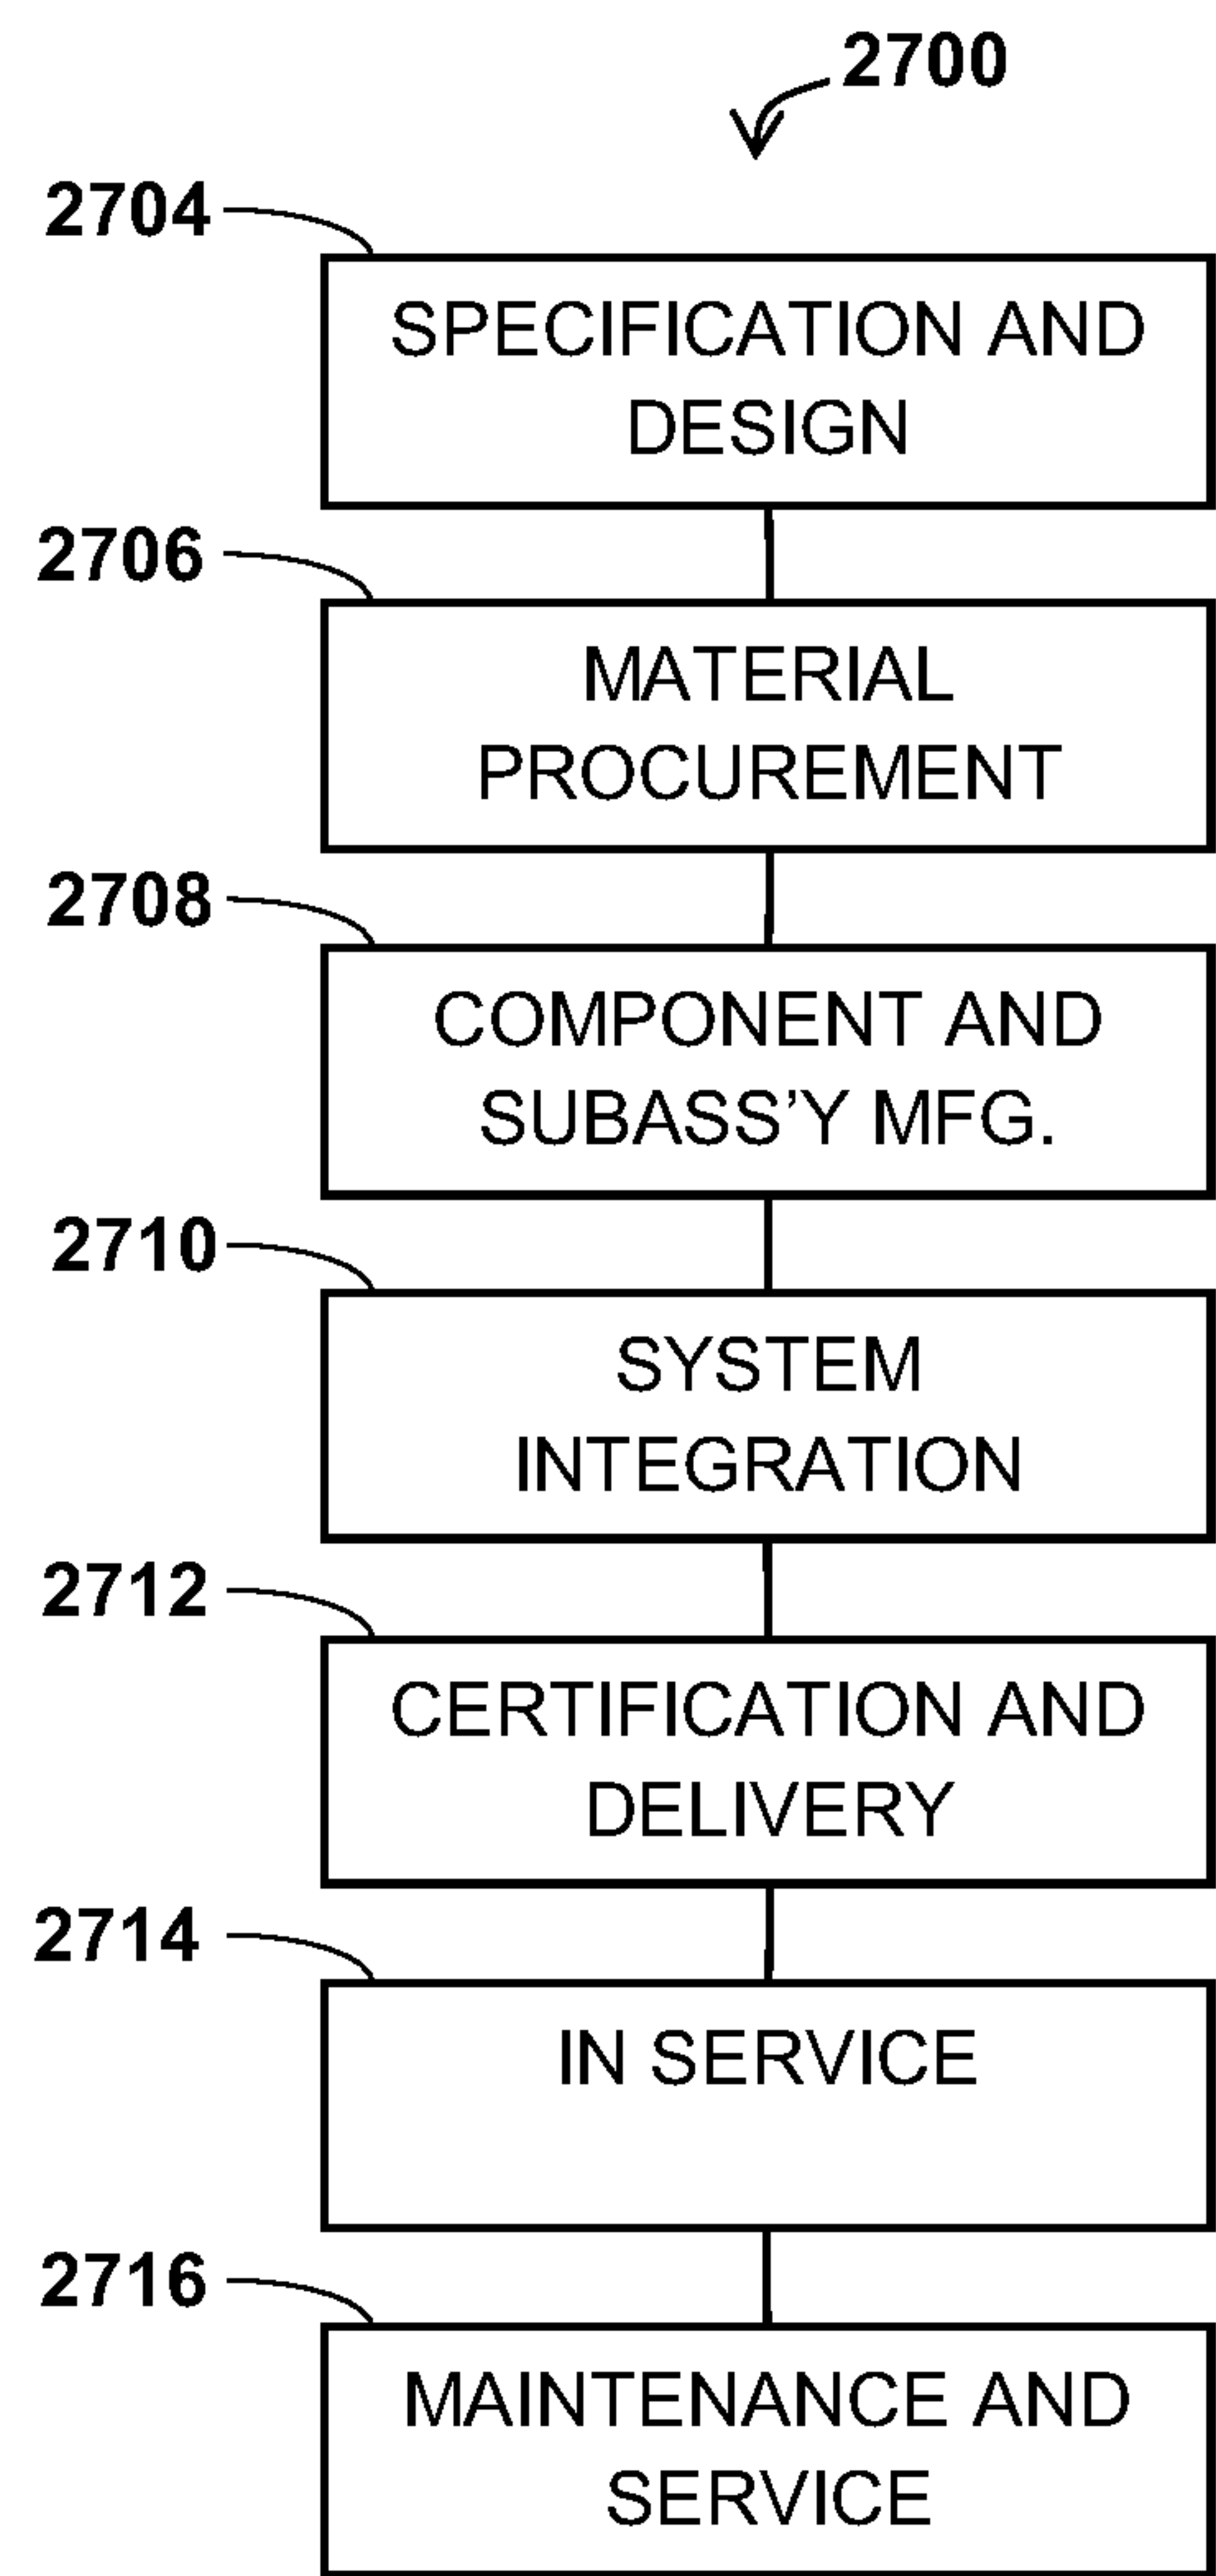 2700
2704
SPECIFICATION AND
DESIGN
2706
MATERIAL
PROCUREMENT
2708
COMPONENT AND
SUBASS’Y MFG.
2710
SYSTEM
INTEGRATION
2712
CERTIFICATION AND
DELIVERY
2714
IN SERVICE
2716
MAINTENANCE AND
SERVICE